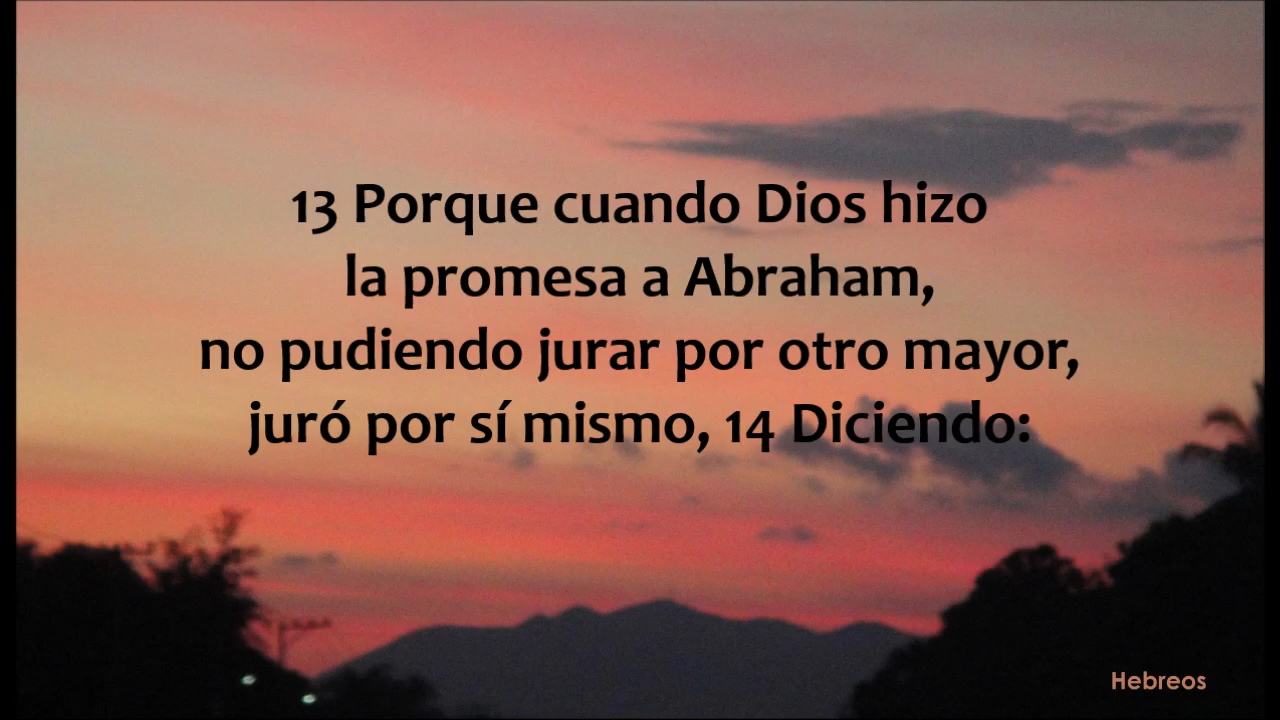 13 Porque cuando Dios hizo
la promesa a Abraham,
no pudiendo jurar por otro mayor,
juró por sí mismo, 14 Diciendo:
Hebreos